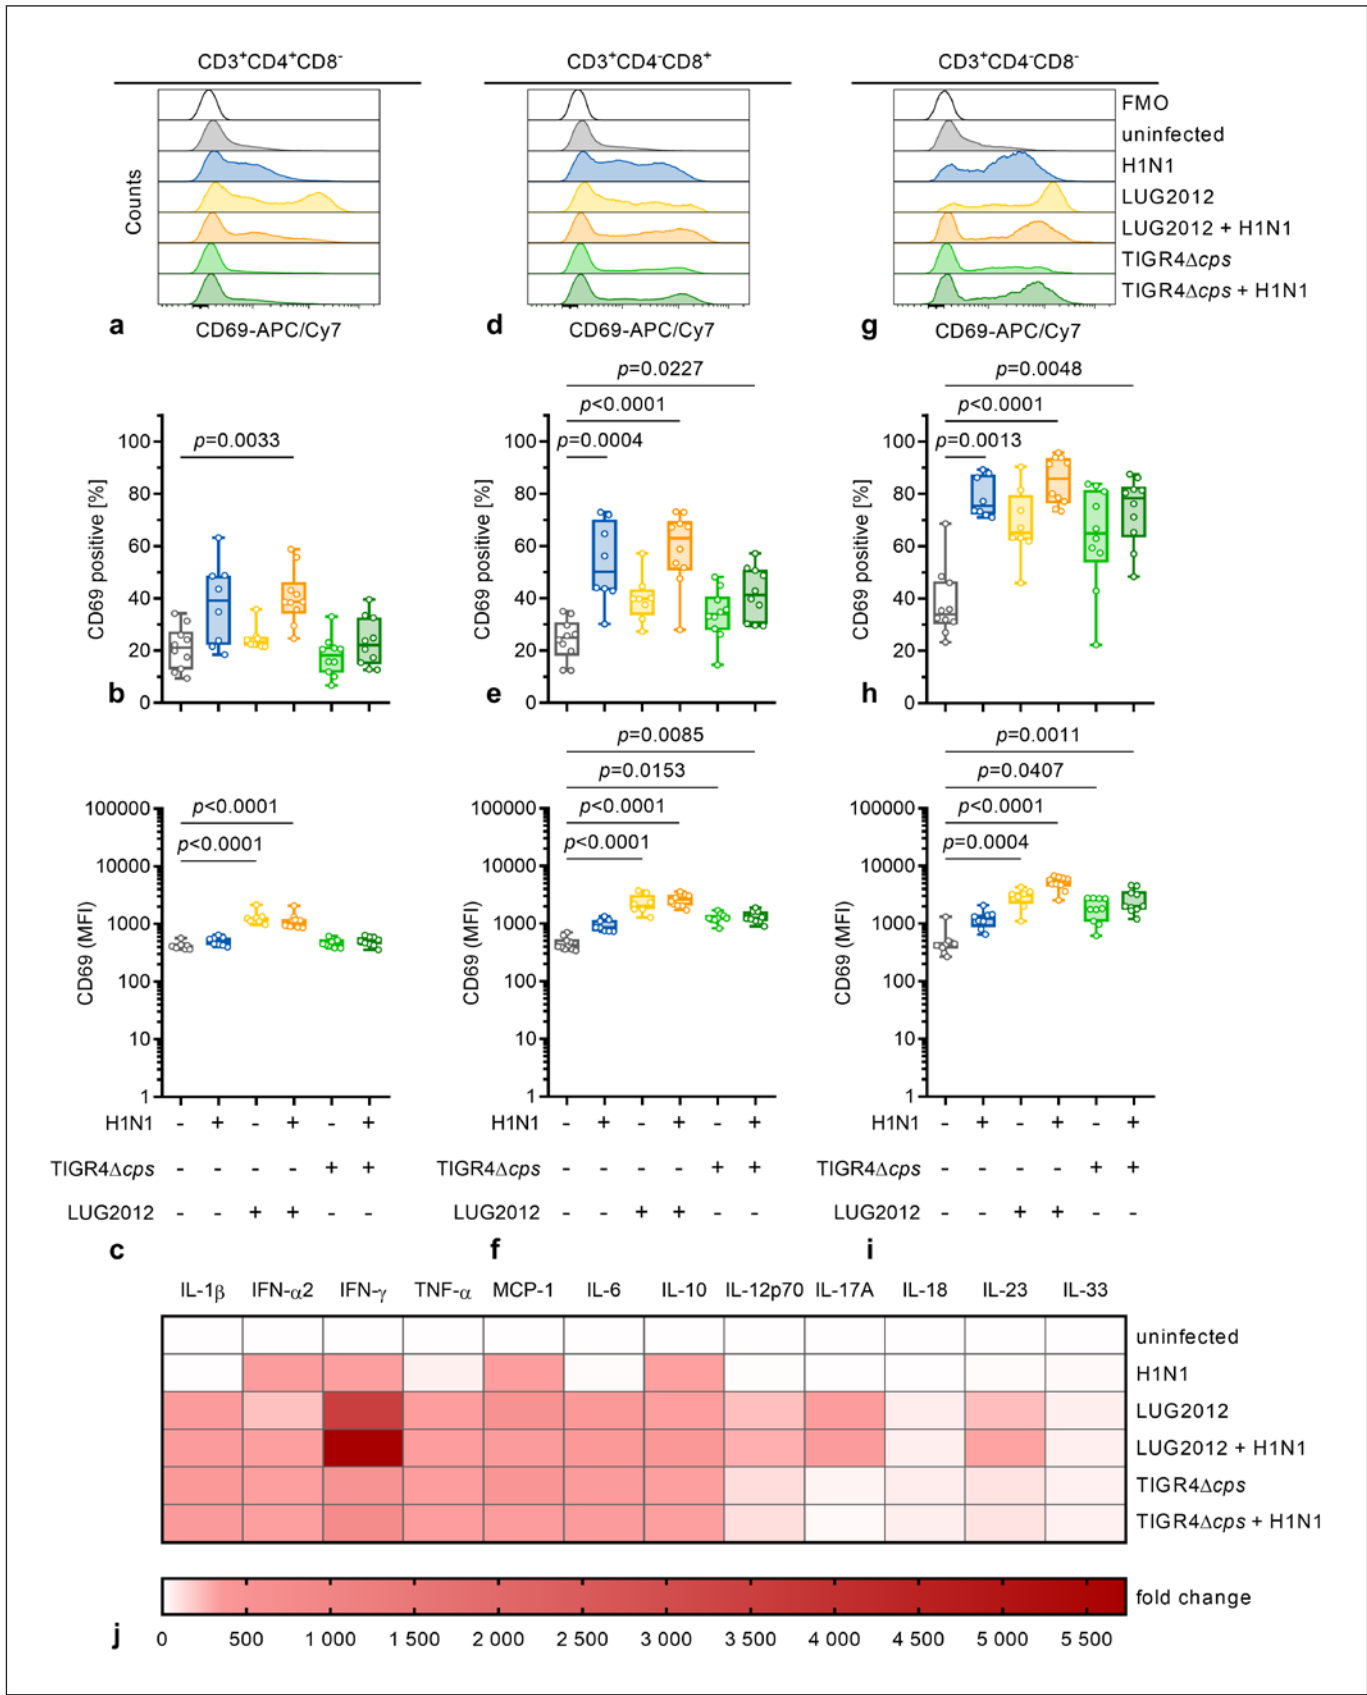 CD3⁺CD4⁺CD8⁻ CD3⁺CD4⁻CD8⁺ CD3⁺CD4⁻CD8⁻
FMO
uninfected
H1N1
LUG2012
LUG2012 + H1N1
TIGR4Δcps
TIGR4Δcps + H1N1
Counts
a CD69-APC/Cy7 d CD69-APC/Cy7 g CD69-APC/Cy7
CD69 positive [%]
100
80
60
40
20
0
p=0.0033
b
CD69 positive [%]
100
80
60
40
20
0
p=0.0227
p<0.0001
p=0.0004
e
CD69 positive [%]
100
80
60
40
20
0
p=0.0048
p<0.0001
p=0.0013
h
CD69 (MFI)
100000
10000
1000
100
10
1
p<0.0001
p<0.0001
H1N1 - + - + - +
TIGR4Δcps - - - - + +
LUG2012 - - + + - -
c
CD69 (MFI)
100000
10000
1000
100
10
1
p=0.0085
p=0.0153
p<0.0001
p<0.0001
H1N1 - + - + - +
TIGR4Δcps - - - - + +
LUG2012 - - + + - -
f
CD69 (MFI)
100000
10000
1000
100
10
1
p=0.0011
p=0.0407
p<0.0001
p=0.0004
H1N1 - + - + - +
TIGR4Δcps - - - - + +
LUG2012 - - + + - -
i
IL-1β IFN-α2 IFN-γ TNF-α MCP-1 IL-6 IL-10 IL-12p70 IL-17A IL-18 IL-23 IL-33
uninfected
H1N1
LUG2012
LUG2012 + H1N1
TIGR4Δcps
TIGR4Δcps + H1N1
fold change
j 0 500 1 000 1 500 2 000 2 500 3 000 3 500 4 000 4 500 5 000 5 500